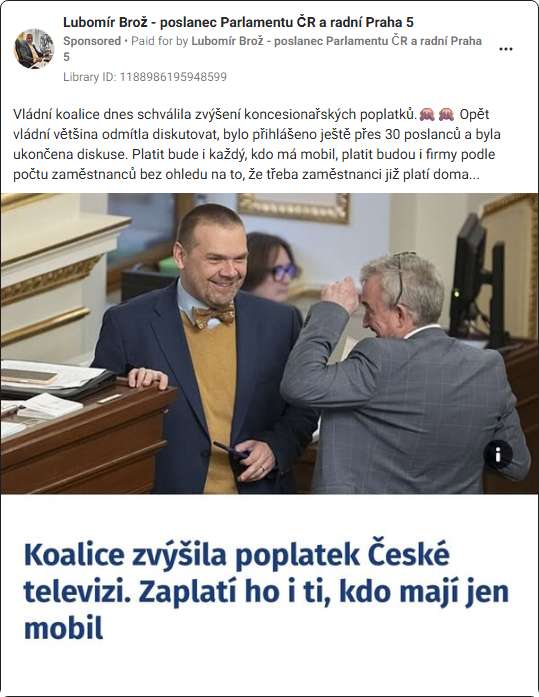 Lubomír Brož - poslanec Parlamentu ČR a radní Praha 5
Sponsored • Paid for by Lubomír Brož - poslanec Parlamentu ČR a radní Praha
5
Library ID: 1188986195948599
Vládní koalice dnes schválila zvýšení koncesionařských poplatků. Opět
vládní většina odmítla diskutovat, bylo přihlášeno ještě přes 30 poslanců a byla
ukončena diskuse. Platit bude i každý, kdo má mobil, platit budou i firmy podle
počtu zaměstnanců bez ohledu na to, že třeba zaměstnanci již platí doma...
Koalice zvýšila poplatek České
televizi. Zaplatí ho i ti, kdo mají jen
mobil